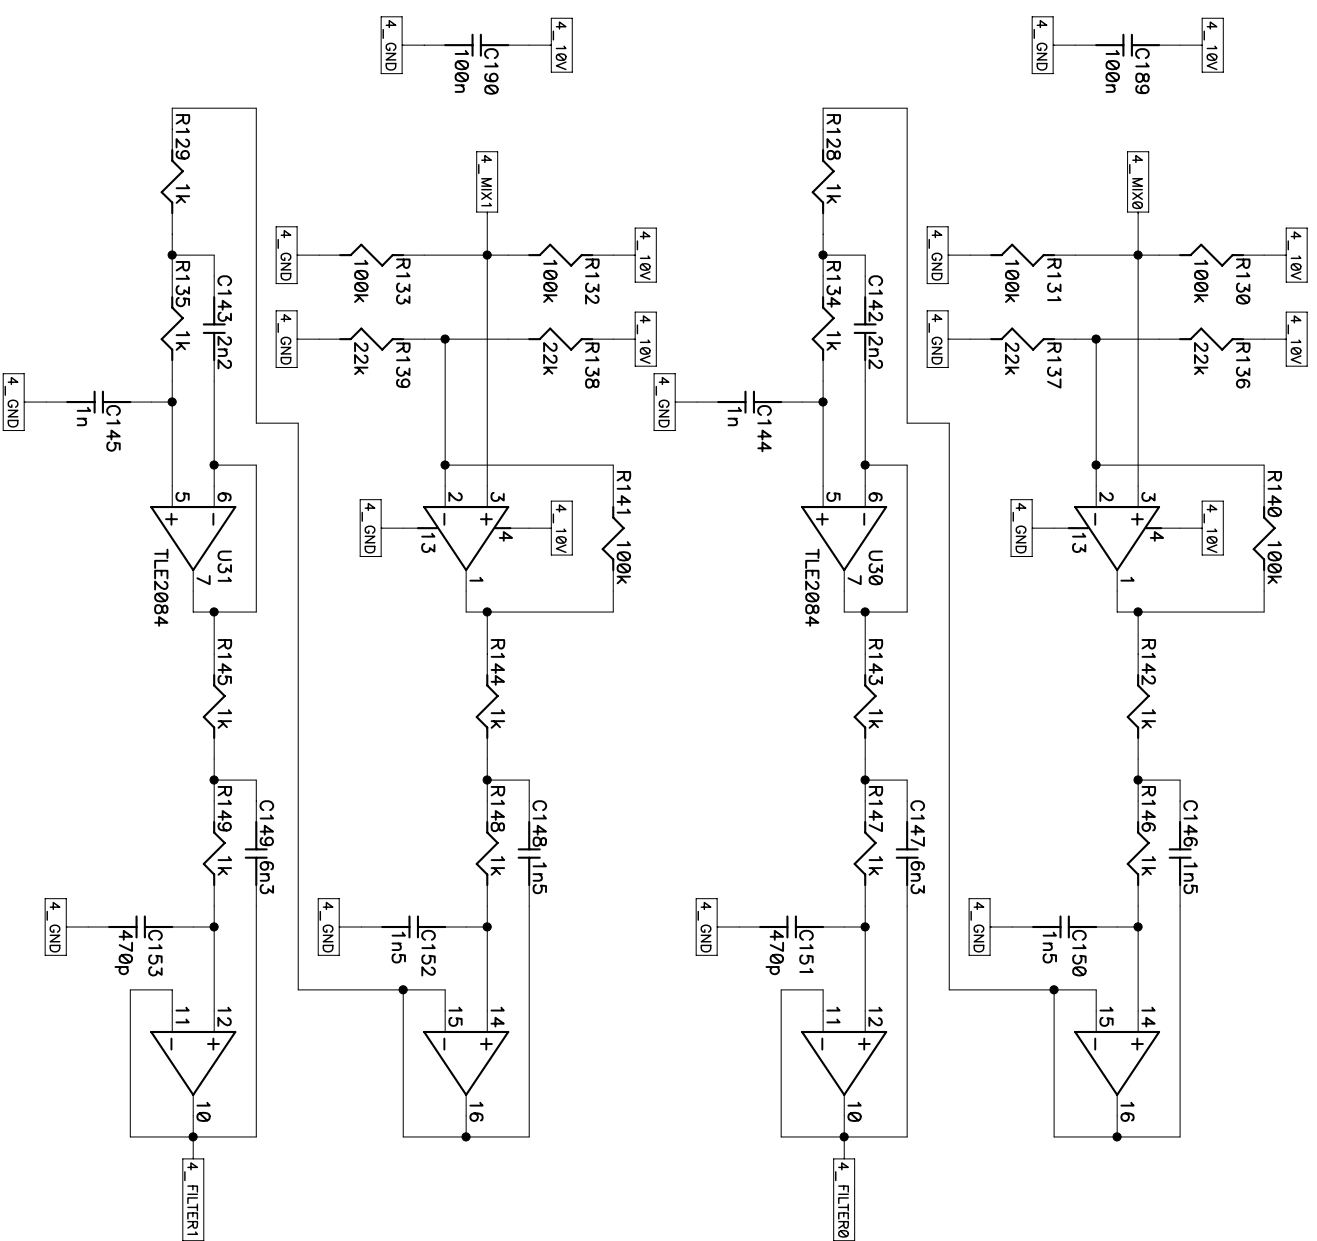 4_10V
C189
100n
4_GND
4_10V
C190
100n
4_GND
4_MIX0
4_10V
R130
100k
R131
100k
4_GND
4_10V
R136
22k
R137
22k
4_GND
R140
100k
4_10V
4_GND
3
+
2
−
4
13
1
R142
1k
C146
1n5
R146
1k
C150
1n5
4_GND
14
+
15
−
16
R128
1k
C142
2n2
R134
1k
C144
1n
4_GND
6
−
5
+
7
U30
TLE2084
R143
1k
C147
6n3
R147
1k
C151
470p
4_GND
12
+
11
−
10
4_FILTER0
4_MIX1
4_10V
R132
100k
R133
100k
4_GND
4_10V
R138
22k
R139
22k
4_GND
R141
100k
4_10V
4_GND
3
+
2
−
4
13
1
R144
1k
C148
1n5
R148
1k
C152
1n5
4_GND
14
+
15
−
16
R129
1k
C143
2n2
R135
1k
C145
1n
4_GND
6
−
5
+
7
U31
TLE2084
R145
1k
C149
6n3
R149
1k
C153
470p
4_GND
12
+
11
−
10
4_FILTER1